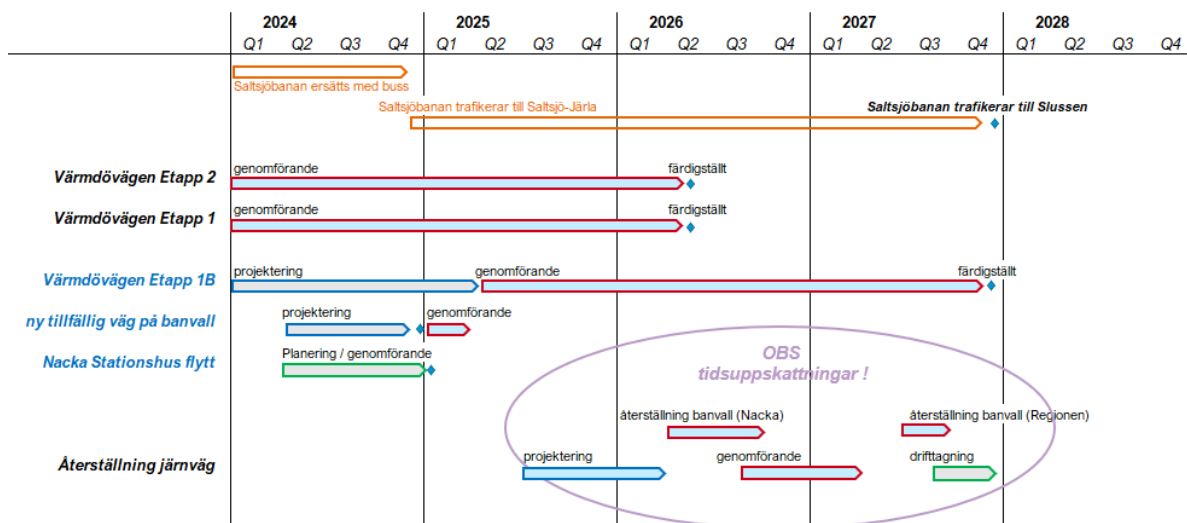 2024 2025 2026 2027 2028
Q1 Q2 Q3 Q4 Q1 Q2 Q3 Q4 Q1 Q2 Q3 Q4 Q1 Q2 Q3 Q4 Q1 Q2 Q3 Q4
Saltsjöbanan ersätts med buss
Saltsjöbanan trafikerar till Saltsjö-Järla Saltsjöbanan trafikerar till Slussen
genomförande färdigställt
Värmdövägen Etapp 2
genomförande färdigställt
Värmdövägen Etapp 1
projektering genomförande färdigställt
Värmdövägen Etapp 1B
projektering genomförande
ny tillfällig väg på banvall
Planering / genomförande
Nacka Stationshus flytt
OBS
tidsuppskattningar !
återställning banvall (Nacka) återställning banvall (Regionen)
projektering genomförande drifttagning
Återställning järnväg